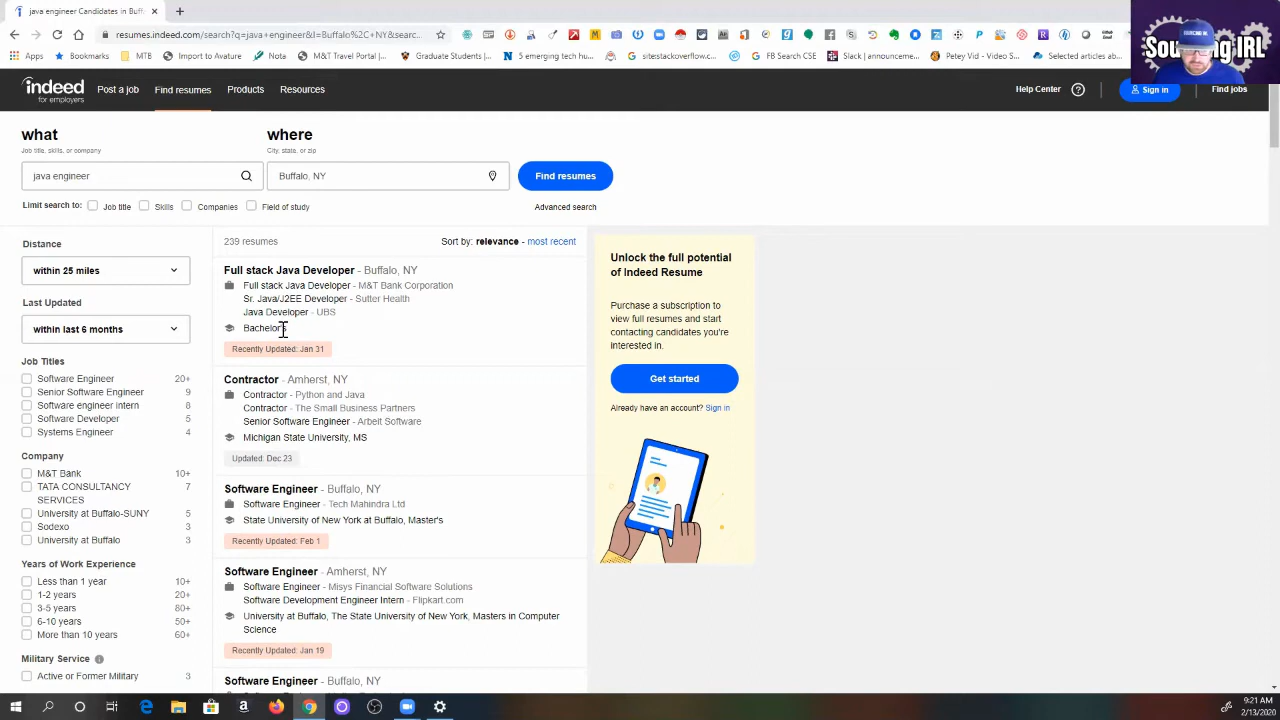 java engineer Candidates in Buf
resumes.indeed.com/search?q=java+engineer&l=Buffalo%2C+NY&searc...
Apps
Bookmarks
MTB
Import to Avature
Nota
M&T Travel Portal |...
Graduate Students |...
5 emerging tech hu...
sitesstackoverflow.c...
FB Search CSE
Slack | announceme...
Petey Vid - Video S...
Selected articles ab...
Sourcing IRL
indeed
for employers
Post a job
Find resumes
Products
Resources
Help Center
Sign in
Find jobs
what
Job title, skills, or company
where
City, state, or zip
java engineer
Buffalo, NY
Find resumes
Limit search to:
Job title
Skills
Companies
Field of study
Advanced search
Distance
within 25 miles
Last Updated
within last 6 months
Job Titles
Software Engineer 20+
Senior Software Engineer 9
Software engineer intern 8
Software Developer 5
Systems Engineer 4
Company
M&T Bank 10+
TATA CONSULTANCY 7
SERVICES
University at Buffalo-SUNY 5
Sodexo 3
University at Buffalo 3
Years of Work Experience
Less than 1 year 10+
1-2 years 20+
3-5 years 80+
6-10 years 50+
More than 10 years 60+
Military Service
Active or Former Military 3
239 resumes
Sort by: relevance - most recent
Full stack Java Developer - Buffalo, NY
Full stack Java Developer - M&T Bank Corporation
Sr. Java/J2EE Developer - Sutter Health
Java Developer - UBS
Bachelors
Recently Updated: Jan 31
Contractor - Amherst, NY
Contractor - Python and Java
Contractor - The Small Business Partners
Senior Software Engineer - Arbeit Software
Michigan State University, MS
Updated: Dec 23
Software Engineer - Buffalo, NY
Software Engineer - Tech Mahindra Ltd
State University of New York at Buffalo, Master's
Recently Updated: Feb 1
Software Engineer - Amherst, NY
Software Engineer - Misys Financial Software Solutions
Software Development Engineer Intern - Flipkart.com
University at Buffalo, The State University of New York, Masters in Computer
Science
Recently Updated: Jan 19
Software Engineer - Buffalo, NY
Unlock the full potential
of Indeed Resume
Purchase a subscription to
view full resumes and start
contacting candidates you're
interested in.
Get started
Already have an account? Sign in
9:21 AM
2/13/2020